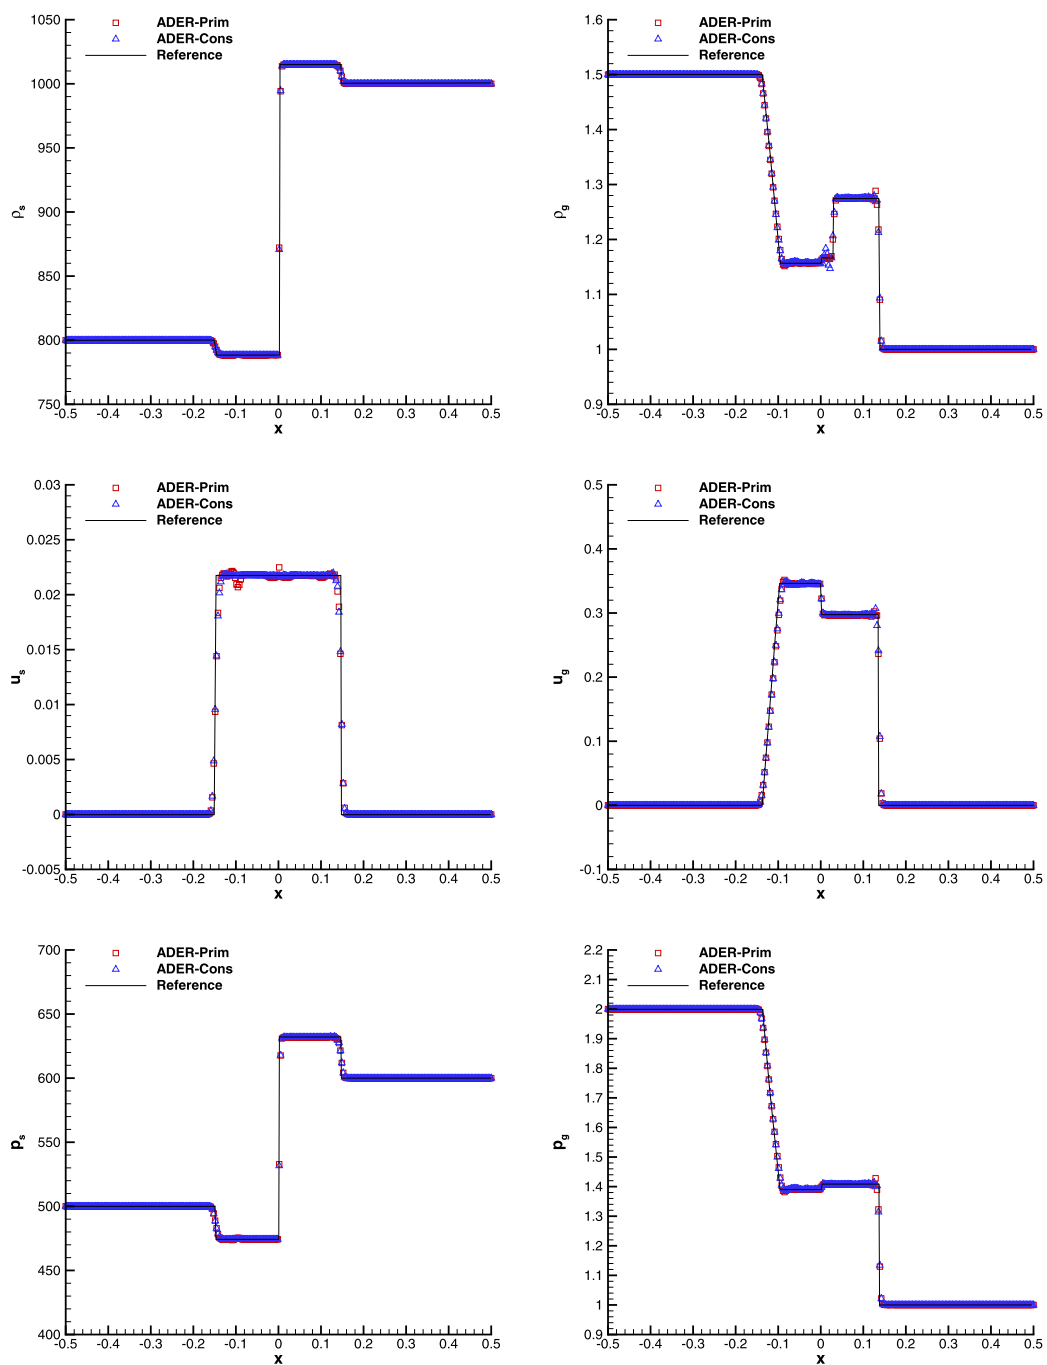 1050
1000
950
900
850
800
750
ρs
ADER-Prim
ADER-Cons
Reference
-0.5 -0.4 -0.3 -0.2 -0.1 0 0.1 0.2 0.3 0.4 0.5
x
1.6
1.5
1.4
1.3
1.2
1.1
1
0.9
ρg
ADER-Prim
ADER-Cons
Reference
-0.5 -0.4 -0.3 -0.2 -0.1 0 0.1 0.2 0.3 0.4 0.5
x
0.03
0.025
0.02
0.015
0.01
0.005
0
-0.005
us
ADER-Prim
ADER-Cons
Reference
-0.5 -0.4 -0.3 -0.2 -0.1 0 0.1 0.2 0.3 0.4 0.5
x
0.5
0.4
0.3
0.2
0.1
0
-0.1
ug
ADER-Prim
ADER-Cons
Reference
-0.5 -0.4 -0.3 -0.2 -0.1 0 0.1 0.2 0.3 0.4 0.5
x
700
650
600
550
500
450
400
ps
ADER-Prim
ADER-Cons
Reference
-0.5 -0.4 -0.3 -0.2 -0.1 0 0.1 0.2 0.3 0.4 0.5
x
2.2
2.1
2
1.9
1.8
1.7
1.6
1.5
1.4
1.3
1.2
1.1
1
0.9
pg
ADER-Prim
ADER-Cons
Reference
-0.5 -0.4 -0.3 -0.2 -0.1 0 0.1 0.2 0.3 0.4 0.5
x